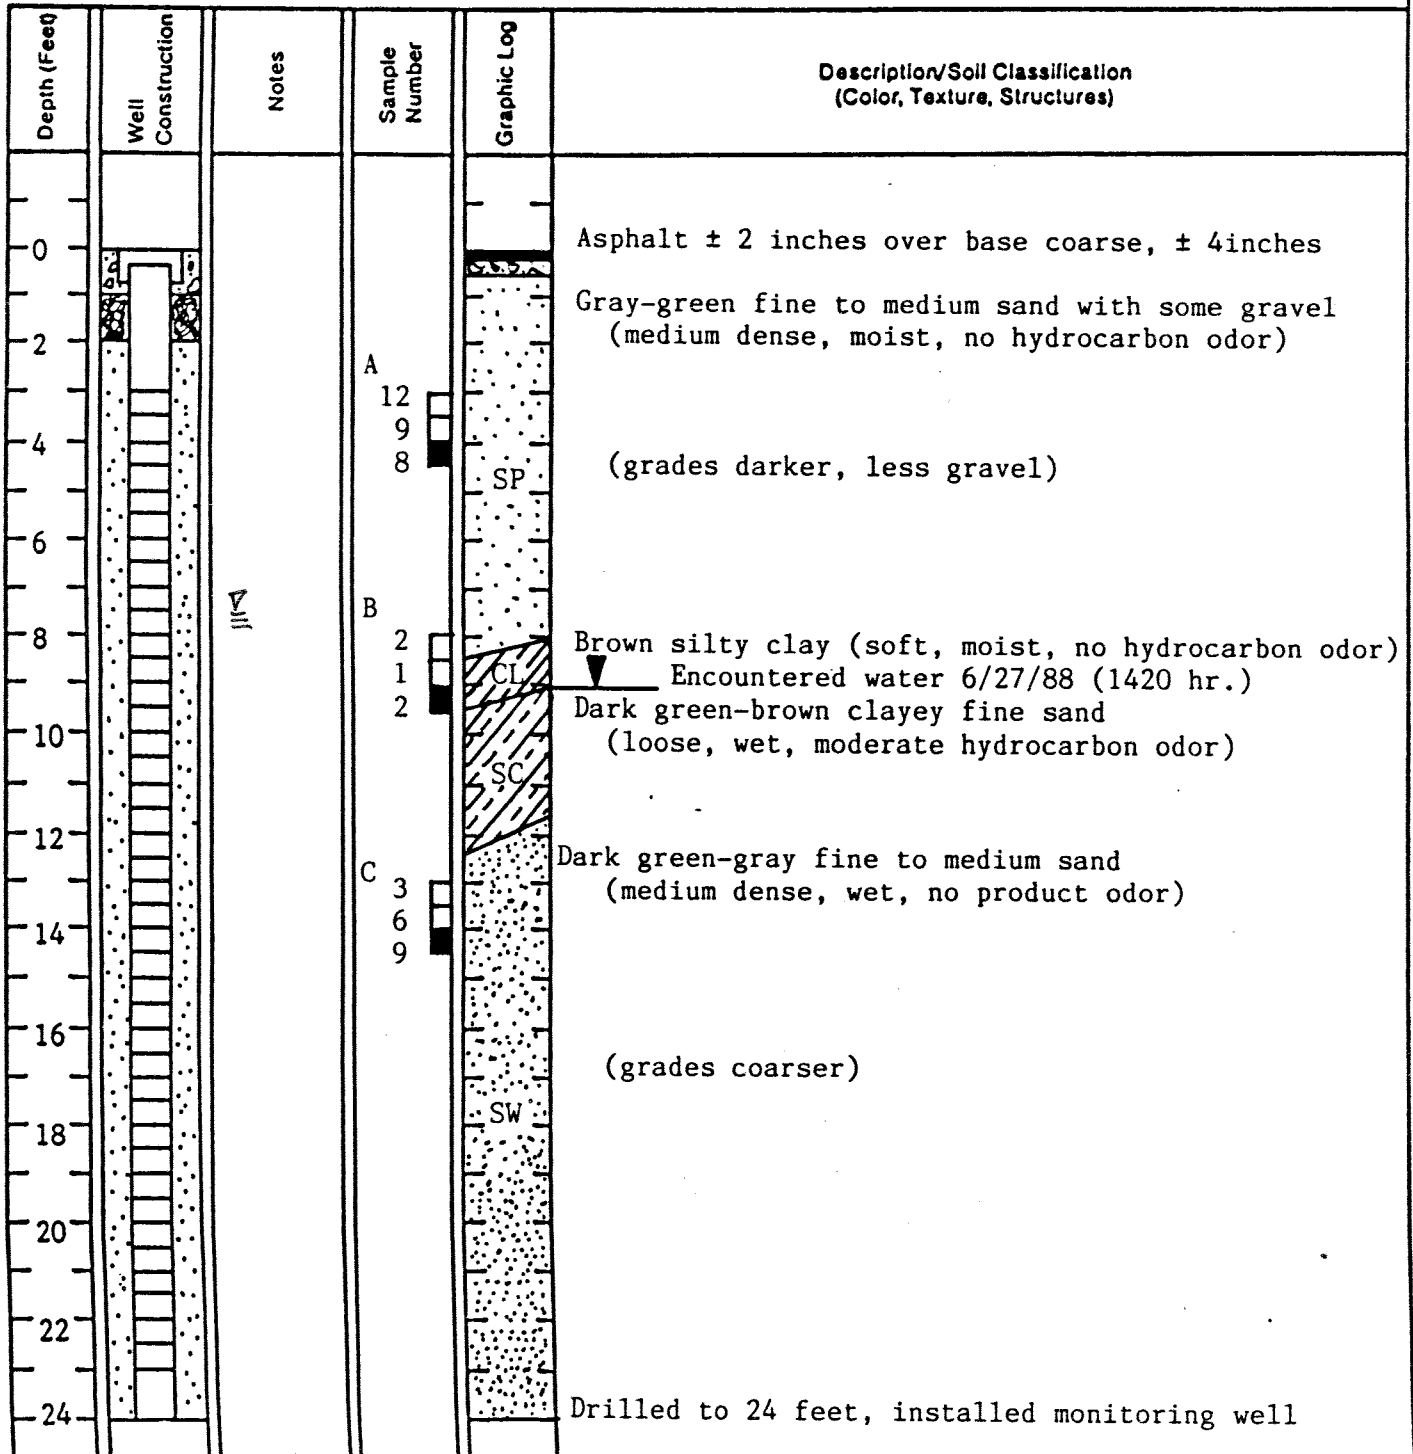 Depth (Feet)
Well Construction
Notes
Sample Number
Graphic Log
Description/Soil Classification
(Color, Texture, Structures)
0
Asphalt ± 2 inches over base coarse, ± 4inches
Gray-green fine to medium sand with some gravel
2
(medium dense, moist, no hydrocarbon odor)
A
12
9
4
8
(grades darker, less gravel)
SP
6
B
8
2
Brown silty clay (soft, moist, no hydrocarbon odor)
1
CL
Encountered water 6/27/88 (1420 hr.)
2
Dark green-brown clayey fine sand
10
(loose, wet, moderate hydrocarbon odor)
SC
12
Dark green-gray fine to medium sand
C
3
(medium dense, wet, no product odor)
6
14
9
16
(grades coarser)
SW
18
20
22
24
Drilled to 24 feet, installed monitoring well